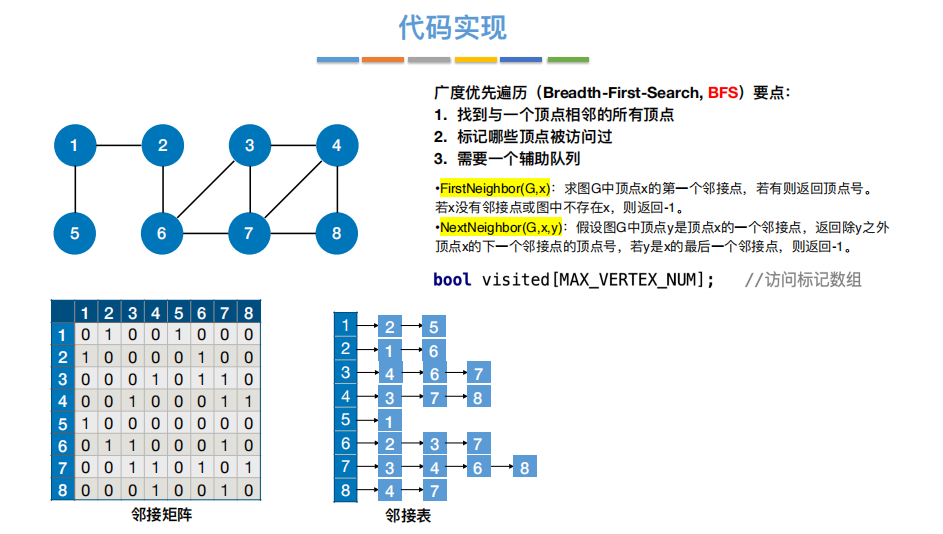 代码实现
广度优先遍历（Breadth-First-Search, BFS）要点：
1. 找到与一个顶点相邻的所有顶点
2. 标记哪些顶点被访问过
3. 需要一个辅助队列
•FirstNeighbor(G,x)：求图G中顶点x的第一个邻接点，若有则返回顶点号。
若x没有邻接点或图中不存在x，则返回-1。
•NextNeighbor(G,x,y)：假设图G中顶点y是顶点x的一个邻接点，返回除y之外
顶点x的下一个邻接点的顶点号，若y是x的最后一个邻接点，则返回-1。
bool visited[MAX_VERTEX_NUM]; //访问标记数组
1 2 3 4
5 6 7 8
1 2 3 4 5 6 7 8
1 0 1 0 0 1 0 0 0
2 1 0 0 0 0 1 0 0
3 0 0 0 1 0 1 1 0
4 0 0 1 0 0 0 1 1
5 1 0 0 0 0 0 0 0
6 0 1 1 0 0 0 1 0
7 0 0 1 1 0 1 0 1
8 0 0 0 1 0 0 1 0
邻接矩阵
1 2 5
2 1 6
3 4 6 7
4 3 7 8
5 1
6 2 3 7
7 3 4 6 8
8 4 7
邻接表